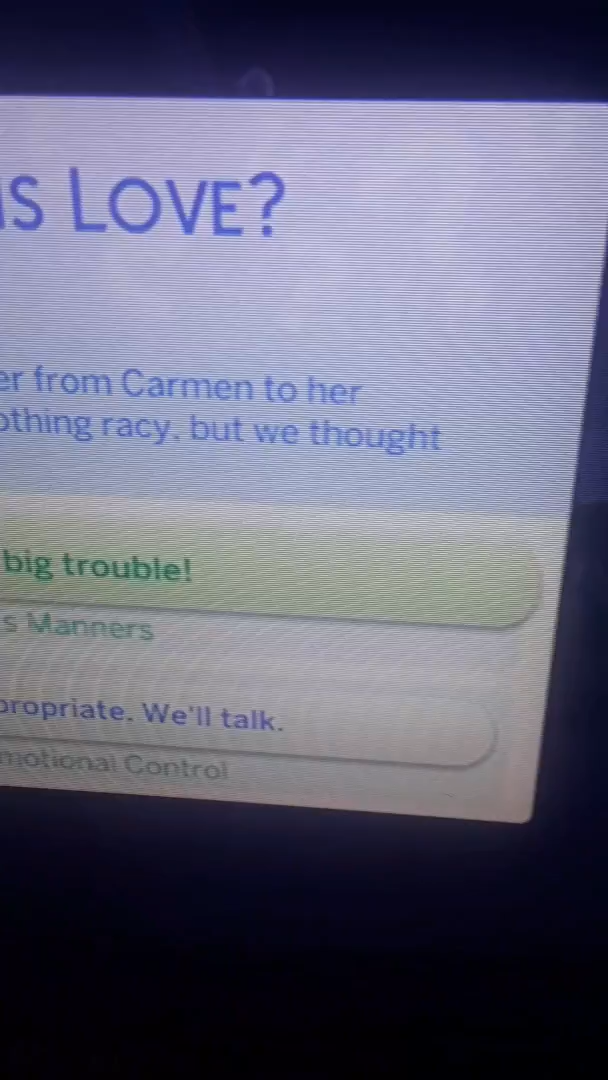 IS LOVE?
er from Carmen to her
othing racy, but we thought
big trouble!
s Manners
propriate. We'll talk.
motional Control